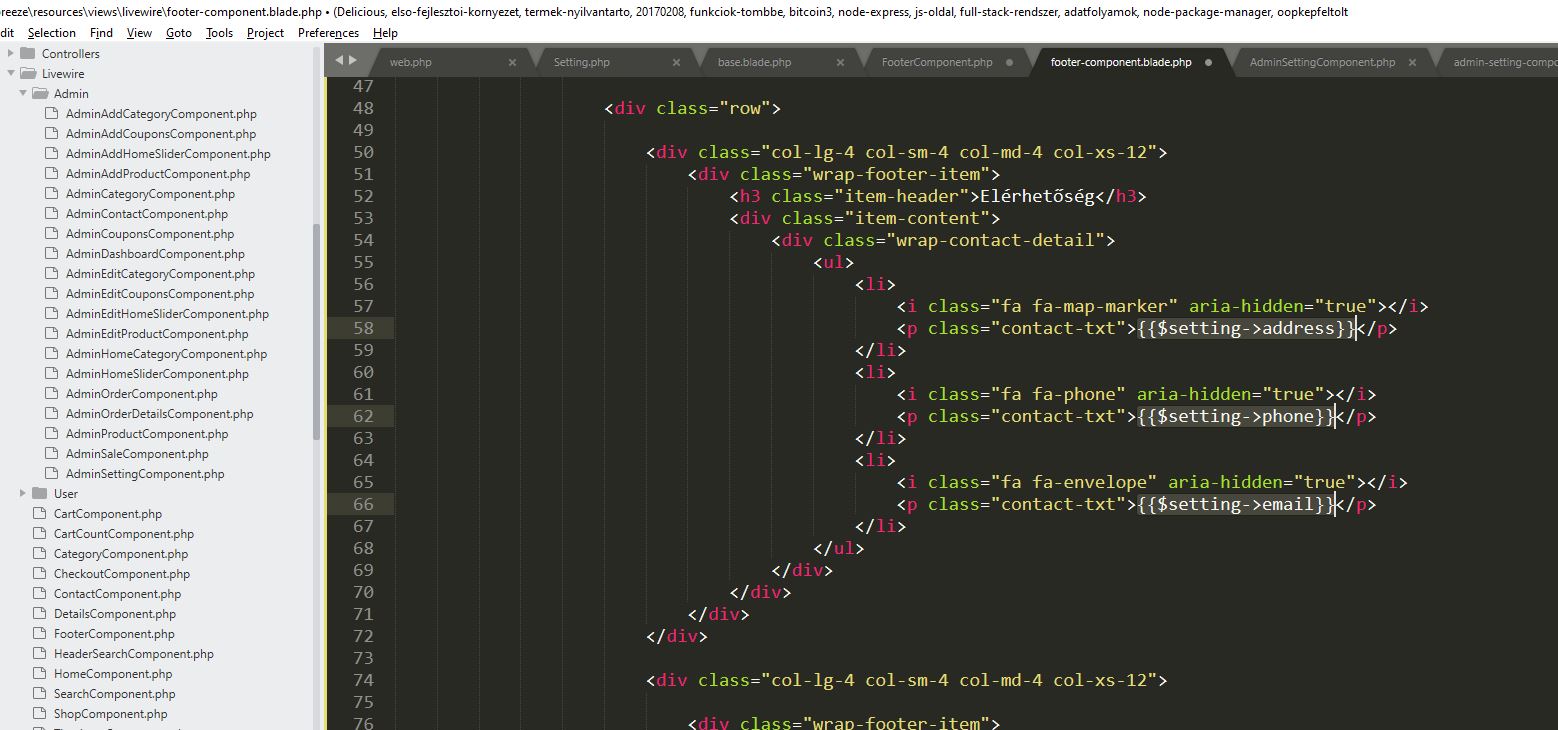 reeze\resources\views\livewire\footer-component.blade.php • (Delicious, elso-fejlesztoi-kornyezet, termek-nyilvantarto, 20170208, funkciok-tombbe, bitcoin3, node-express, js-oldal, full-stack-rendszer, adatfolyamok, node-package-manager, oopkepfeltolt
dit Selection Find View Goto Tools Project Preferences Help
Controllers
Livewire
Admin
AdminAddCategoryComponent.php
AdminAddCouponsComponent.php
AdminAddHomeSliderComponent.php
AdminAddProductComponent.php
AdminCategoryComponent.php
AdminContactComponent.php
AdminCouponsComponent.php
AdminDashboardComponent.php
AdminEditCategoryComponent.php
AdminEditCouponsComponent.php
AdminEditHomeSliderComponent.php
AdminEditProductComponent.php
AdminHomeCategoryComponent.php
AdminHomeSliderComponent.php
AdminOrderComponent.php
AdminOrderDetailsComponent.php
AdminProductComponent.php
AdminSaleComponent.php
AdminSettingComponent.php
User
CartComponent.php
CartCountComponent.php
CategoryComponent.php
CheckoutComponent.php
ContactComponent.php
DetailsComponent.php
FooterComponent.php
HeaderSearchComponent.php
HomeComponent.php
SearchComponent.php
ShopComponent.php
web.php × Setting.php × base.blade.php × FooterComponent.php • footer-component.blade.php • AdminSettingComponent.php × admin-setting-compo
47
48 <div class="row">
49
50 <div class="col-lg-4 col-sm-4 col-md-4 col-xs-12">
51 <div class="wrap-footer-item">
52 <h3 class="item-header">Elérhetőség</h3>
53 <div class="item-content">
54 <div class="wrap-contact-detail">
55 <ul>
56 <li>
57 <i class="fa fa-map-marker" aria-hidden="true"></i>
58 <p class="contact-txt">{{$setting->address}}</p>
59 </li>
60 <li>
61 <i class="fa fa-phone" aria-hidden="true"></i>
62 <p class="contact-txt">{{$setting->phone}}</p>
63 </li>
64 <li>
65 <i class="fa fa-envelope" aria-hidden="true"></i>
66 <p class="contact-txt">{{$setting->email}}</p>
67 </li>
68 </ul>
69 </div>
70 </div>
71 </div>
72 </div>
73
74 <div class="col-lg-4 col-sm-4 col-md-4 col-xs-12">
75
76 <div class="wrap-footer-item">